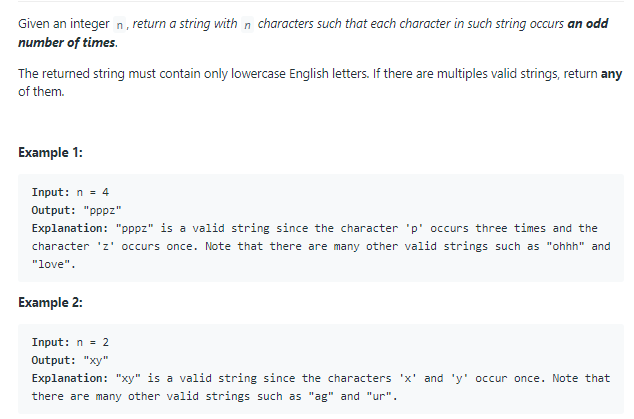 Given an integer n, return a string with n characters such that each character in such string occurs an odd
number of times.
The returned string must contain only lowercase English letters. If there are multiples valid strings, return any
of them.
Example 1:
Input: n = 4
Output: "pppz"
Explanation: "pppz" is a valid string since the character 'p' occurs three times and the
character 'z' occurs once. Note that there are many other valid strings such as "ohhh" and
"love".
Example 2:
Input: n = 2
Output: "xy"
Explanation: "xy" is a valid string since the characters 'x' and 'y' occur once. Note that
there are many other valid strings such as "ag" and "ur".